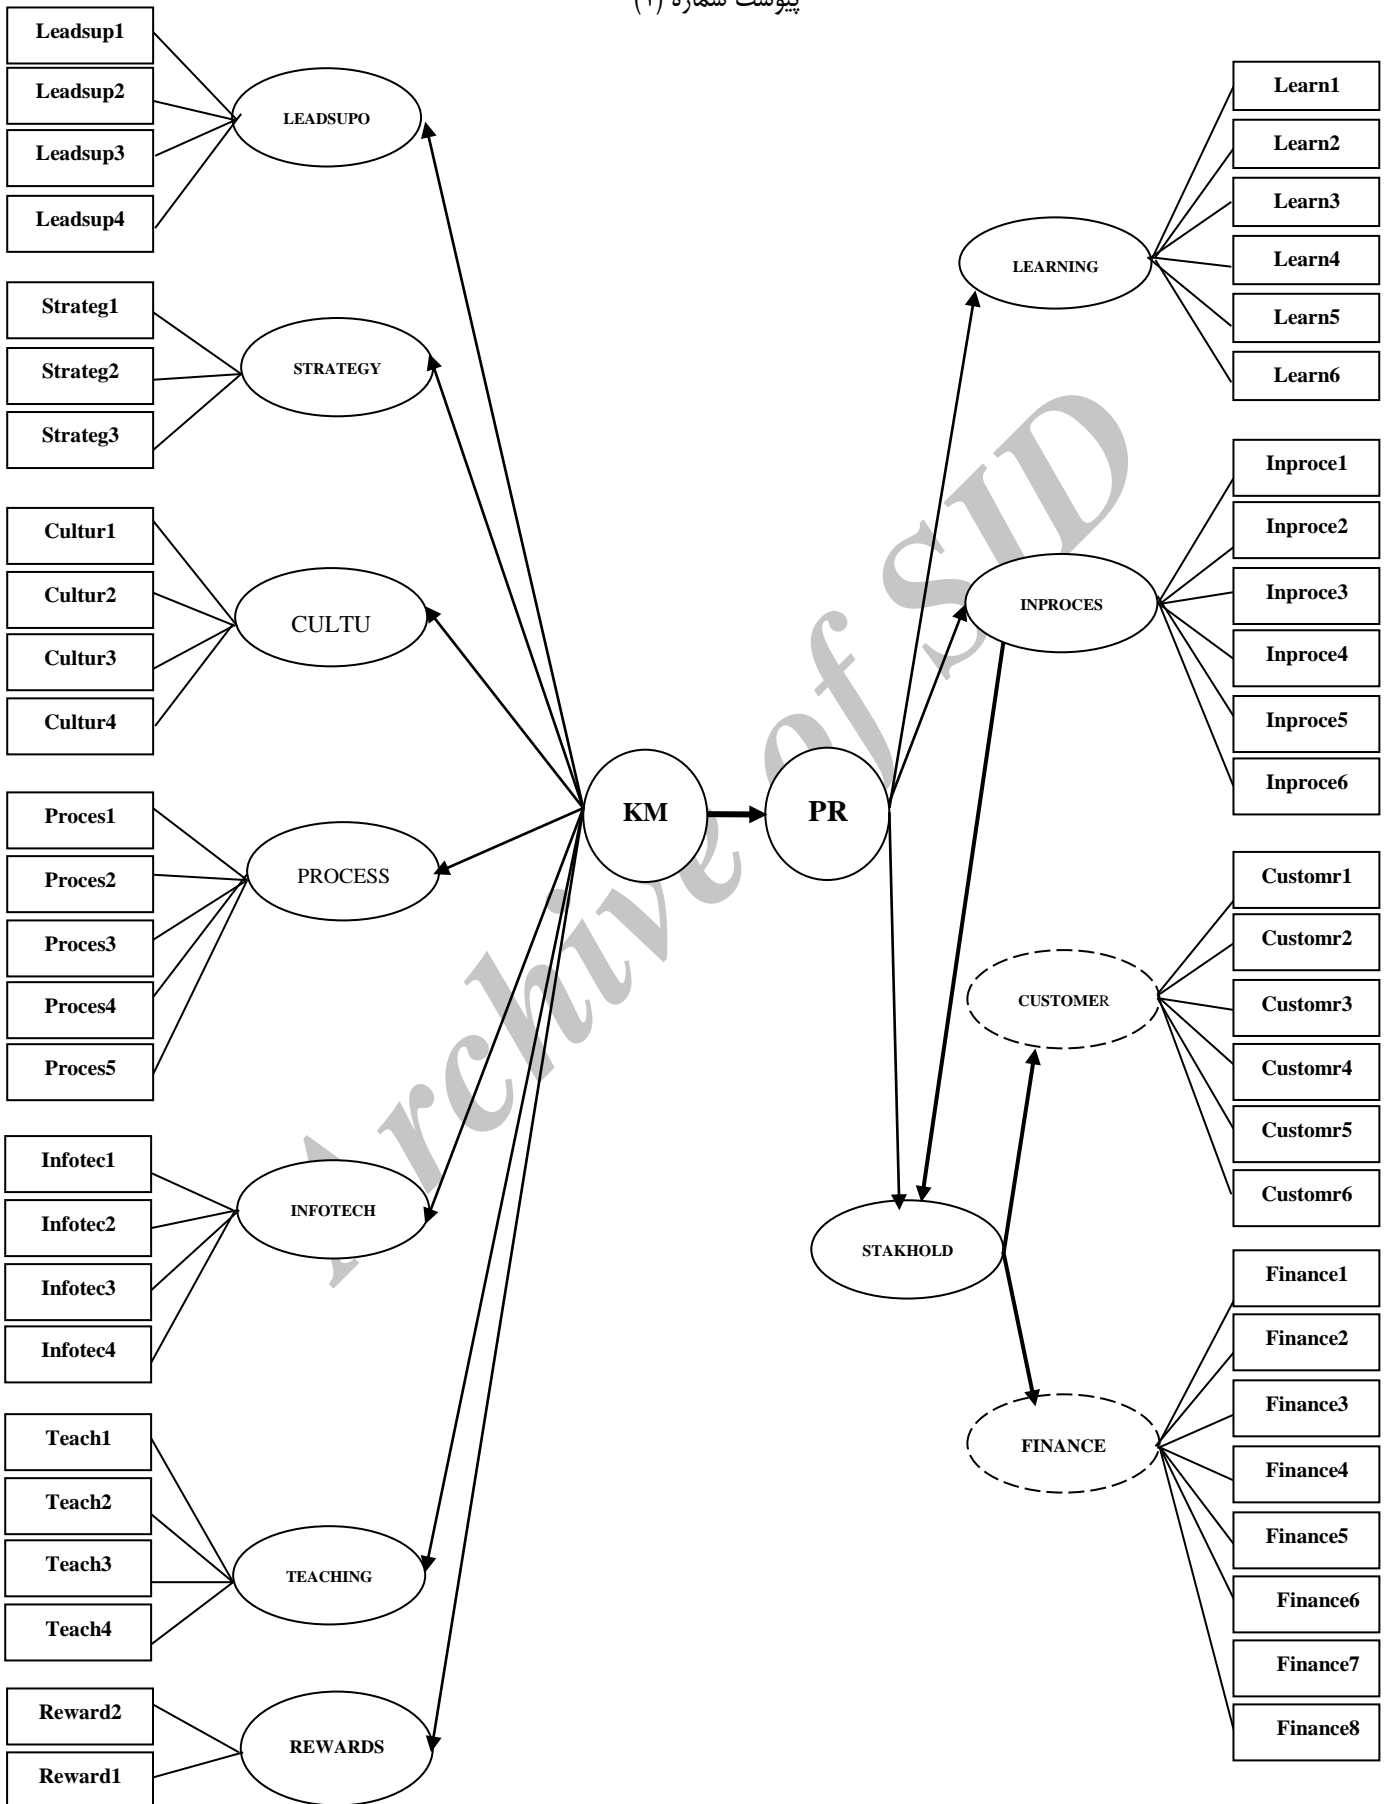 پیوست شماره (۱)
Leadsup1
Leadsup2
Leadsup3
Leadsup4
LEADSUPO
Strateg1
Strateg2
Strateg3
STRATEGY
Cultur1
Cultur2
Cultur3
Cultur4
CULTU
Proces1
Proces2
Proces3
Proces4
Proces5
PROCESS
Infotec1
Infotec2
Infotec3
Infotec4
INFOTECH
Teach1
Teach2
Teach3
Teach4
TEACHING
Reward2
Reward1
REWARDS
KM
PR
LEARNING
Learn1
Learn2
Learn3
Learn4
Learn5
Learn6
INPROCES
Inproce1
Inproce2
Inproce3
Inproce4
Inproce5
Inproce6
CUSTOMER
Customr1
Customr2
Customr3
Customr4
Customr5
Customr6
STAKHOLD
FINANCE
Finance1
Finance2
Finance3
Finance4
Finance5
Finance6
Finance7
Finance8
Archive of SID